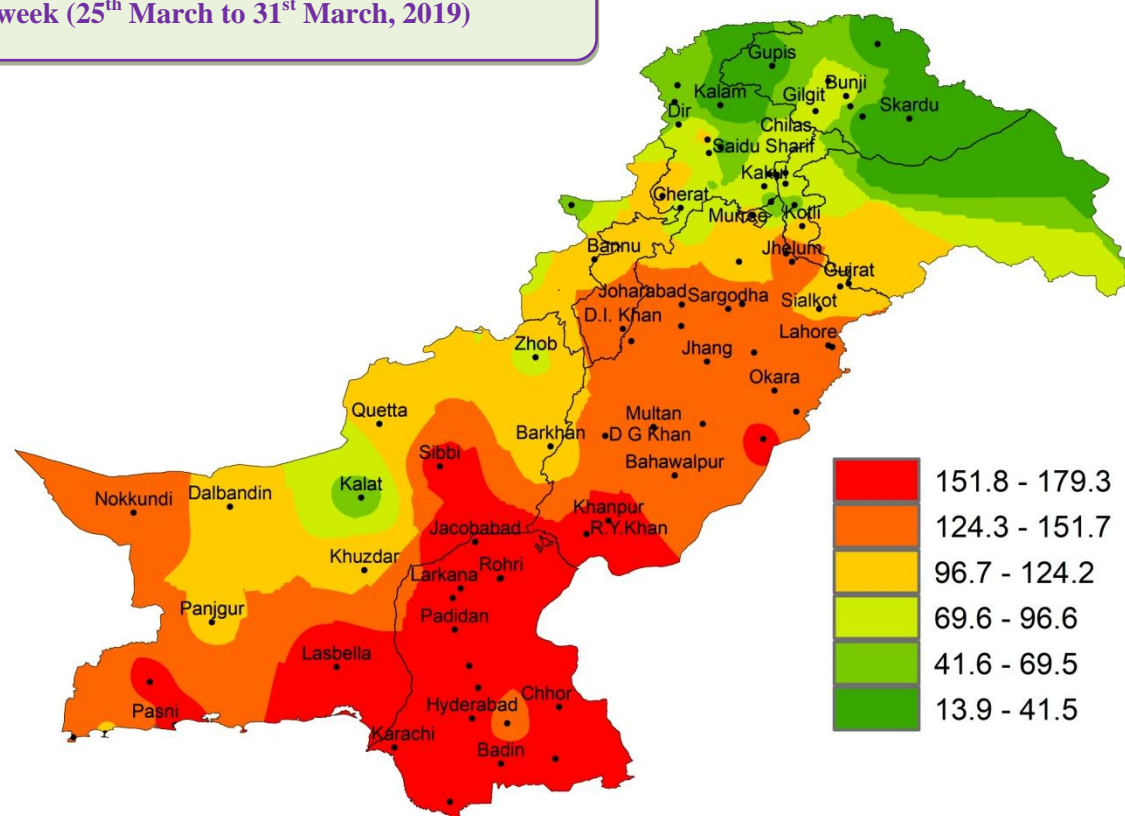 week (25th March to 31st March, 2019)
Gupis
Bunji
Gilgit
Kalam
Skardu
Dir
Chilas
Saidu Sharif
Kakul
Cherat
Murree
Kotli
Bannu
Jhelum
Gujrat
Joharabad
Sargodha
Sialkot
D.I. Khan
Lahore
Zhob
Jhang
Okara
Quetta
Multan
Barkhan
D G Khan
Sibbi
Bahawalpur
Kalat
Nokkundi
Dalbandin
Khanpur
R.Y.Khan
Jacobabad
Khuzdar
Rohri
Larkana
Panjgur
Padidan
Lasbella
Chhor
Pasni
Hyderabad
Karachi
Badin
151.8 - 179.3
124.3 - 151.7
96.7 - 124.2
69.6 - 96.6
41.6 - 69.5
13.9 - 41.5